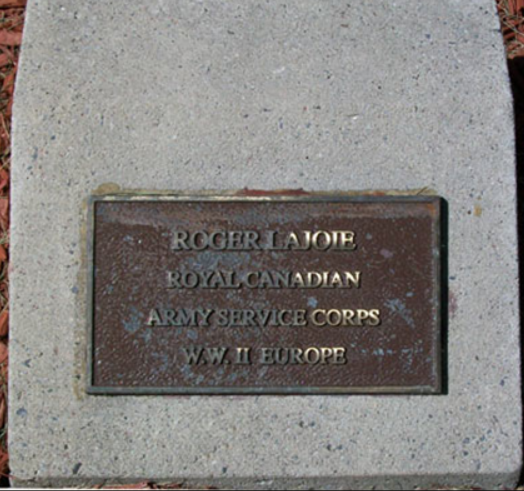 ROGER LAJOIE
ROYAL CANADIAN
ARMY SERVICE CORPS
W.W. II EUROPE